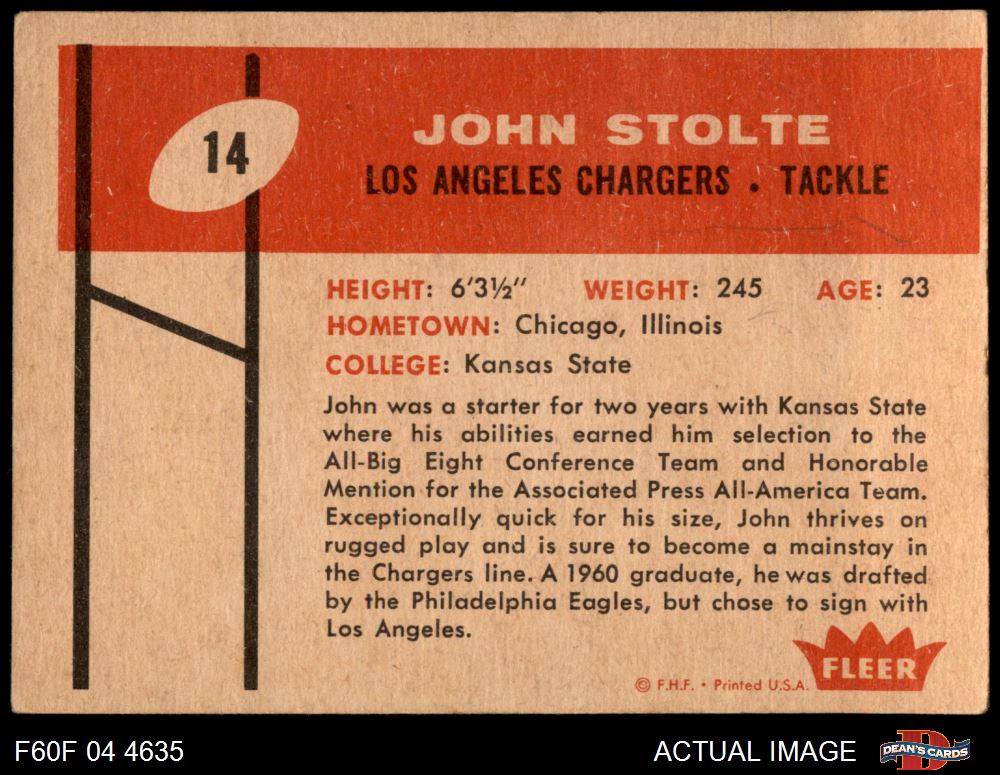 14
JOHN STOLTE
LOS ANGELES CHARGERS • TACKLE
HEIGHT: 6'3½" WEIGHT: 245 AGE: 23
HOMETOWN: Chicago, Illinois
COLLEGE: Kansas State
John was a starter for two years with Kansas State
where his abilities earned him selection to the
All-Big Eight Conference Team and Honorable
Mention for the Associated Press All-America Team.
Exceptionally quick for his size, John thrives on
rugged play and is sure to become a mainstay in
the Chargers line. A 1960 graduate, he was drafted
by the Philadelphia Eagles, but chose to sign with
Los Angeles.
FLEER
© F.H.F. • Printed U.S.A.
F60F 04 4635
ACTUAL IMAGE
D
DEAN'S CARDS